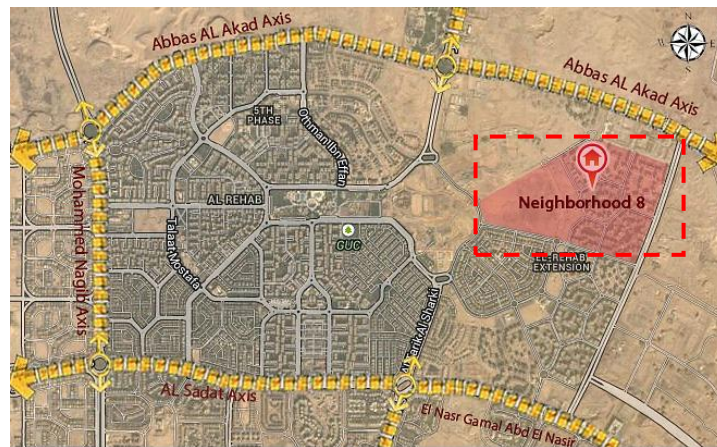 Abbas AL Akad Axis
Abbas AL Akad Axis
N
5TH
PHASE
Othman Ibn Effan
Mohammed Nagib Axis
AL REHAB
Neighborhood 8
Talaat Mostafa
GUC
EL-REHAB
EXTENSION
Al Tarik Al Sharki
AL Sadat Axis
El Nasr Gamal Abd El Nasir